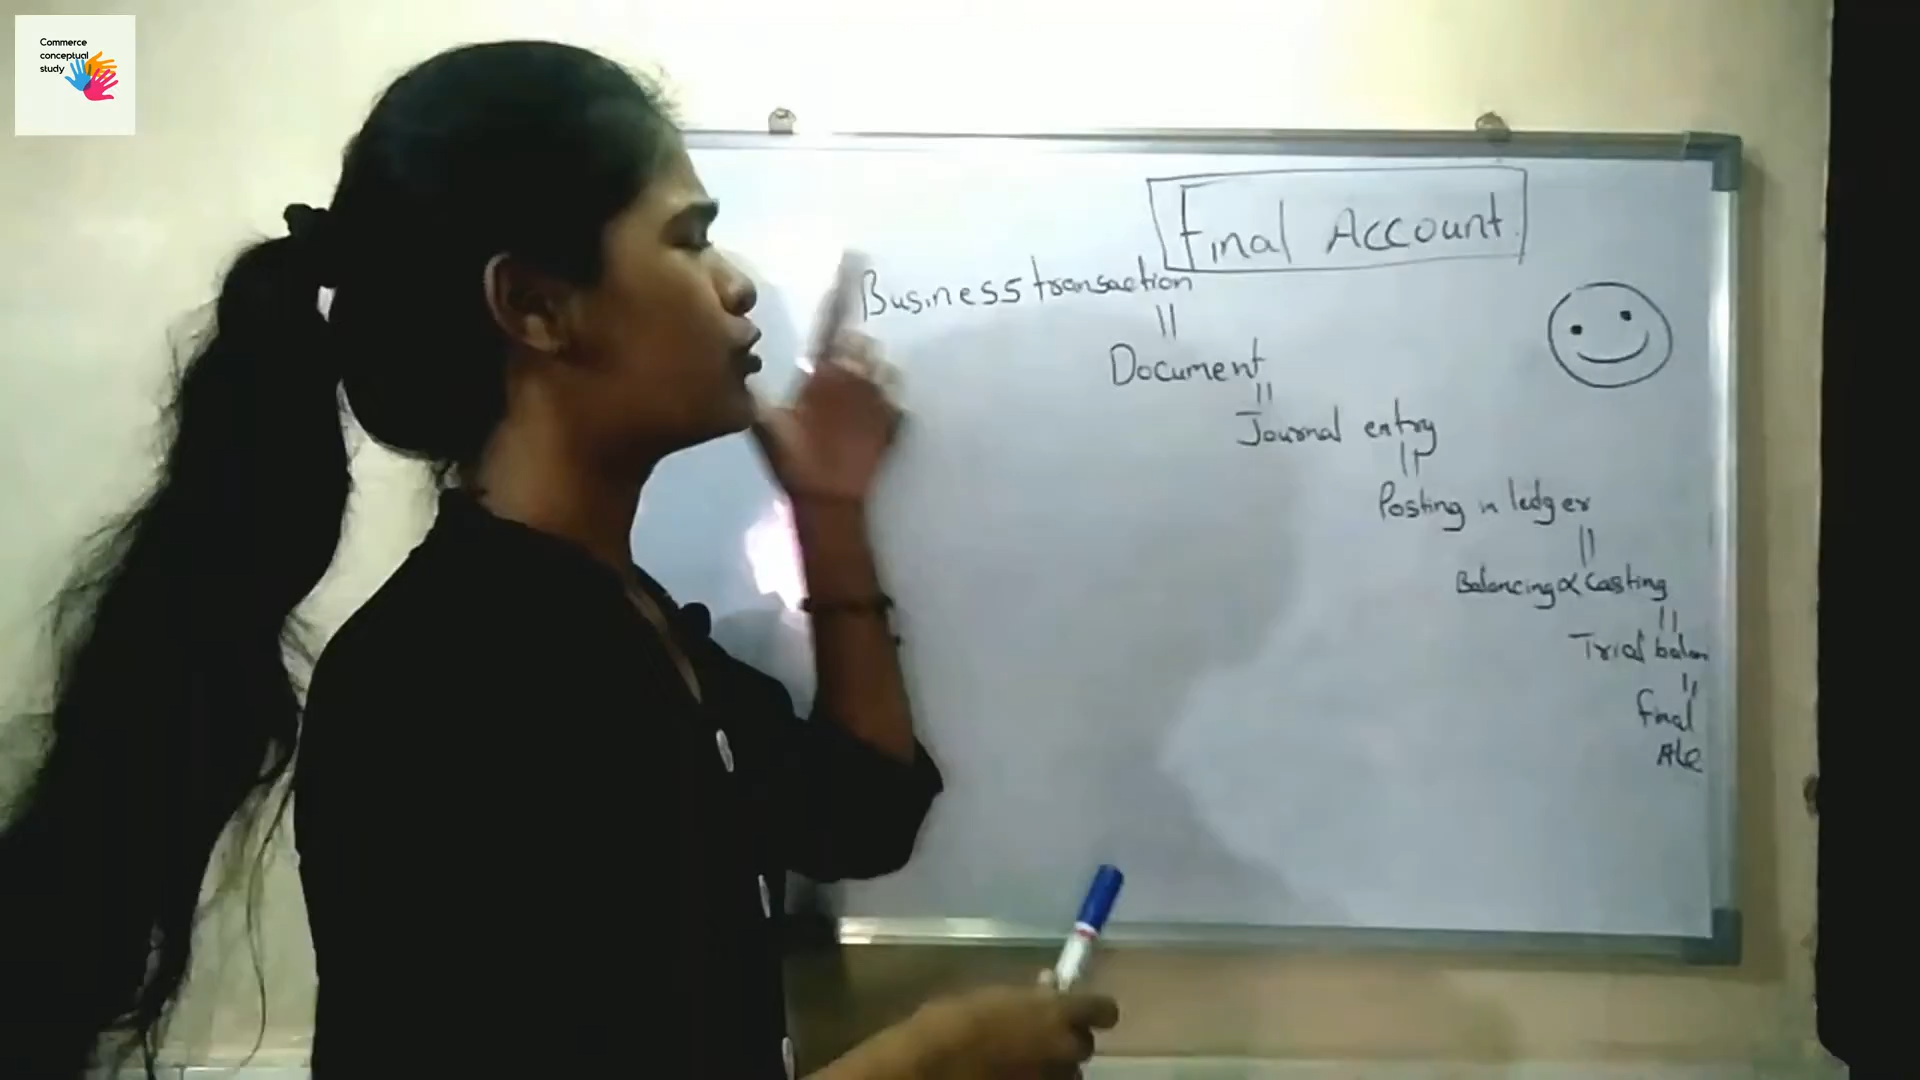 Commerce
conceptual
study
Final Account
Business transaction
Document
Journal entry
Posting in ledger
Balancing & casting
Trial balan
final
A/c